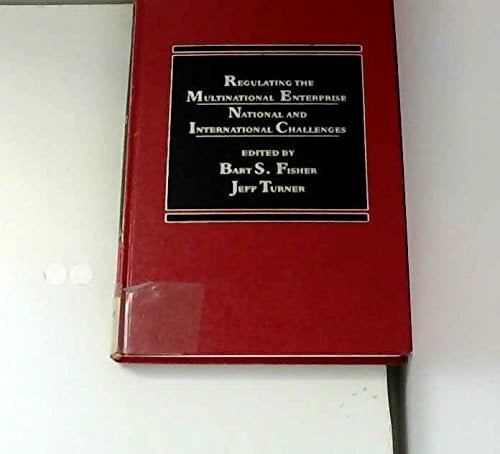 REGULATING THE
MULTINATIONAL ENTERPRISE
NATIONAL AND
INTERNATIONAL CHALLENGES
EDITED BY
BART S. FISHER
JEFF TURNER